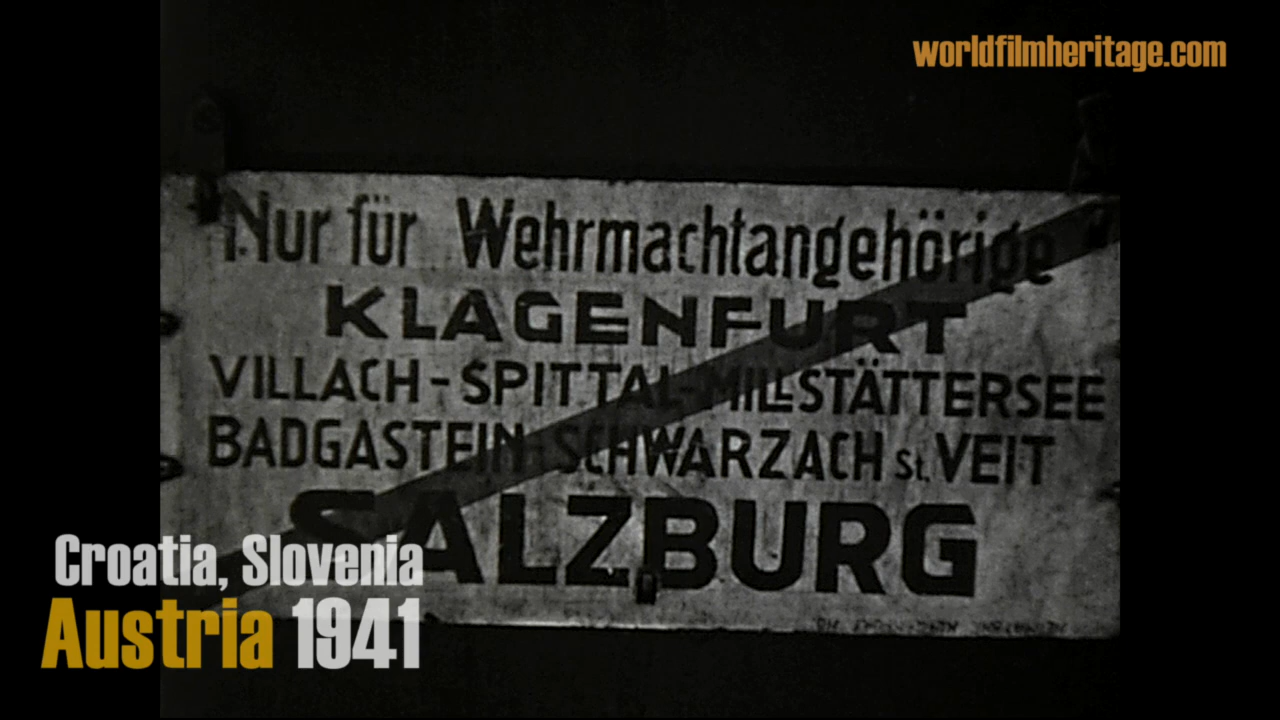 worldfilmheritage.com
Nur für Wehrmachtangehörige
KLAGENFURT
VILLACH-SPITTAL-MILLSTÄTTERSEE
BADGASTEIN-SCHWARZACH St. VEIT
SALZBURG
Croatia, Slovenia
Austria 1941